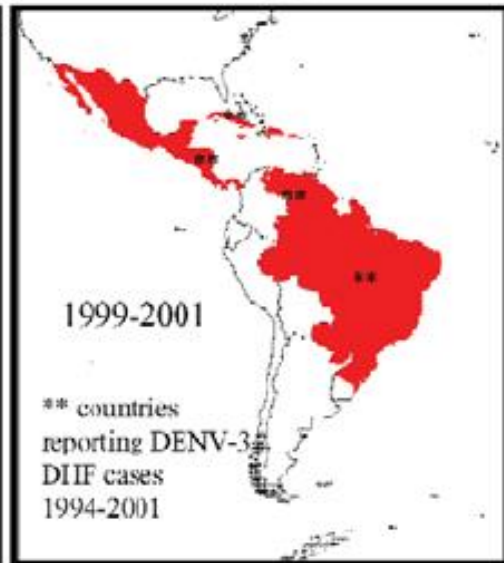 **
**
**
**
1999-2001
** countries
reporting DENV-3
DHF cases
1994-2001